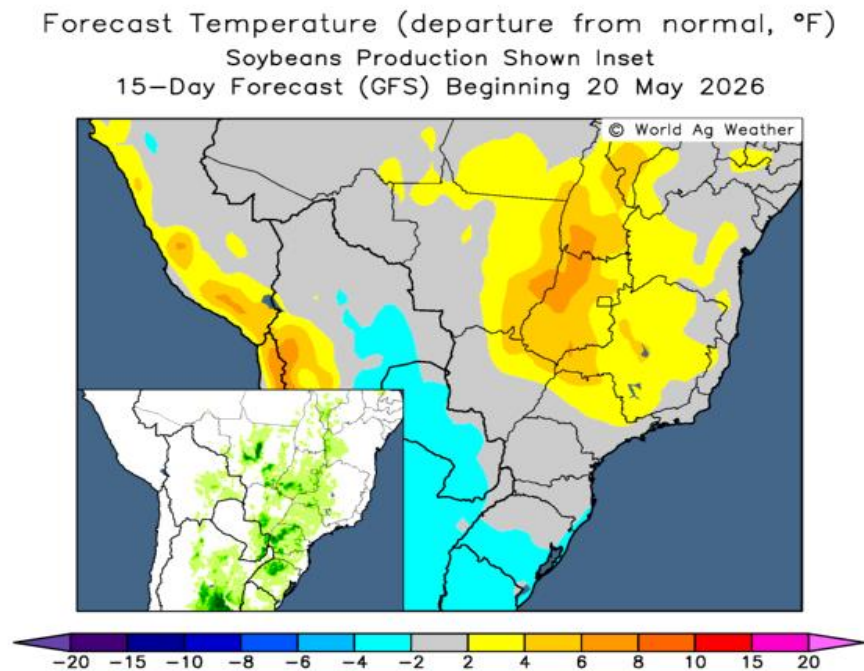 Forecast Temperature (departure from normal, °F)
Soybeans Production Shown Inset
15-Day Forecast (GFS) Beginning 20 May 2026
© World Ag Weather
-20 -15 -10 -8 -6 -4 -2 2 4 6 8 10 15 20